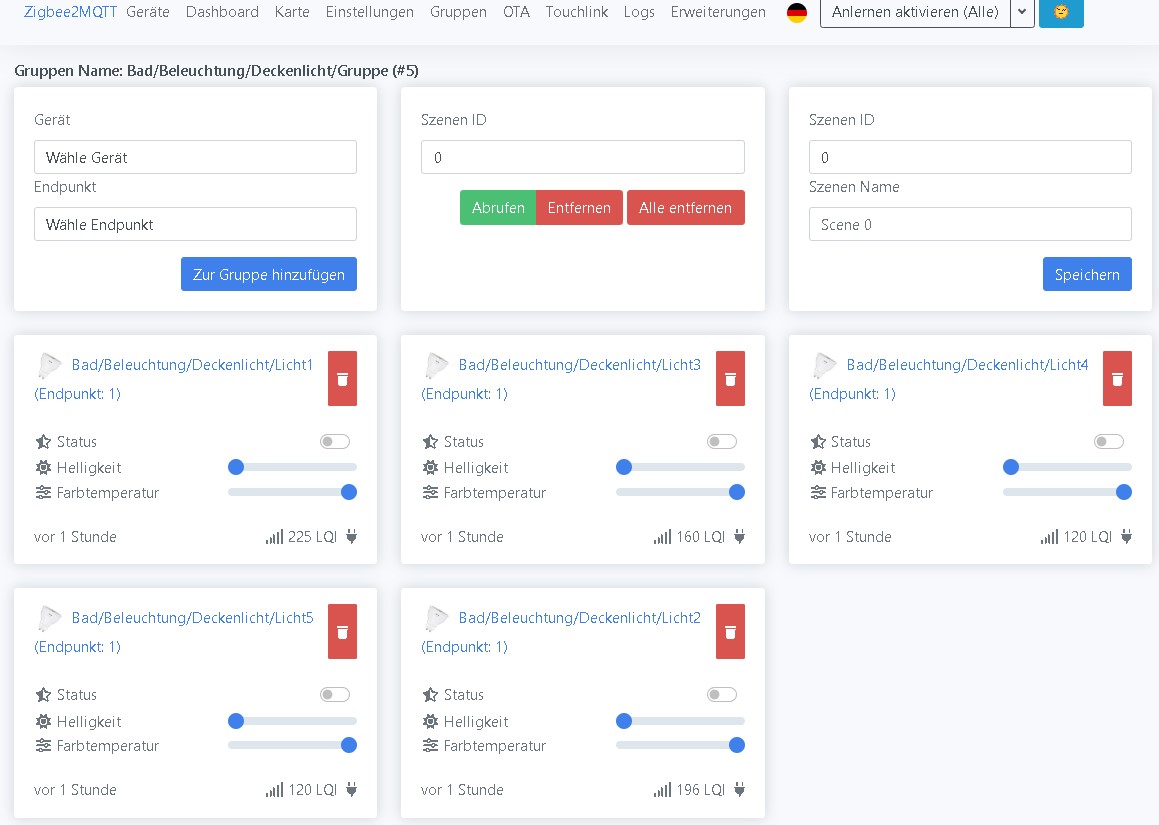 Zigbee2MQTT Geräte Dashboard Karte Einstellungen Gruppen OTA Touchlink Logs Erweiterungen Anlernen aktivieren (Alle)
Gruppen Name: Bad/Beleuchtung/Deckenlicht/Gruppe (#5)
Gerät
Wähle Gerät
Endpunkt
Wähle Endpunkt
Zur Gruppe hinzufügen
Szenen ID
0
Abrufen Entfernen Alle entfernen
Szenen ID
0
Szenen Name
Scene 0
Speichern
Bad/Beleuchtung/Deckenlicht/Licht1
(Endpunkt: 1)
Status
Helligkeit
Farbtemperatur
vor 1 Stunde 225 LQI
Bad/Beleuchtung/Deckenlicht/Licht3
(Endpunkt: 1)
Status
Helligkeit
Farbtemperatur
vor 1 Stunde 160 LQI
Bad/Beleuchtung/Deckenlicht/Licht4
(Endpunkt: 1)
Status
Helligkeit
Farbtemperatur
vor 1 Stunde 120 LQI
Bad/Beleuchtung/Deckenlicht/Licht5
(Endpunkt: 1)
Status
Helligkeit
Farbtemperatur
vor 1 Stunde 120 LQI
Bad/Beleuchtung/Deckenlicht/Licht2
(Endpunkt: 1)
Status
Helligkeit
Farbtemperatur
vor 1 Stunde 196 LQI